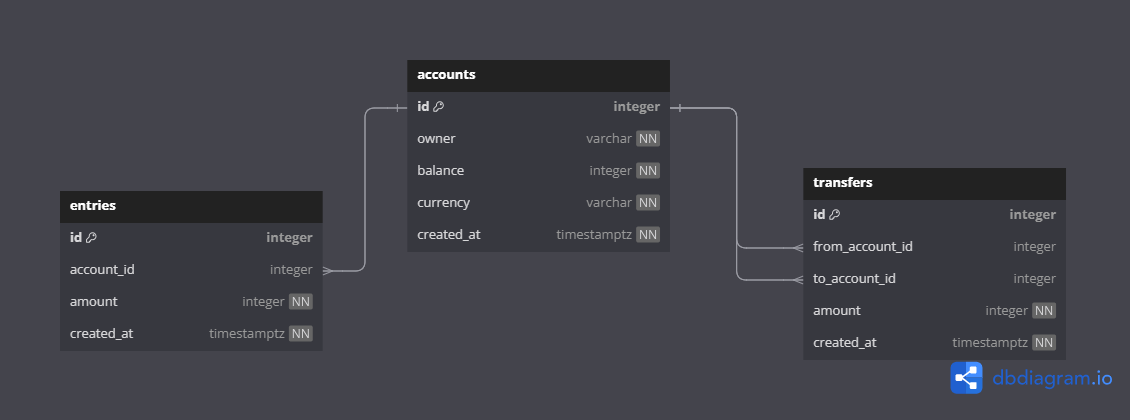 accounts
id integer
owner varchar NN
balance integer NN
currency varchar NN
created_at timestamptz NN
entries
id integer
account_id integer
amount integer NN
created_at timestamptz NN
transfers
id integer
from_account_id integer
to_account_id integer
amount integer NN
created_at timestamptz NN
dbdiagram.io